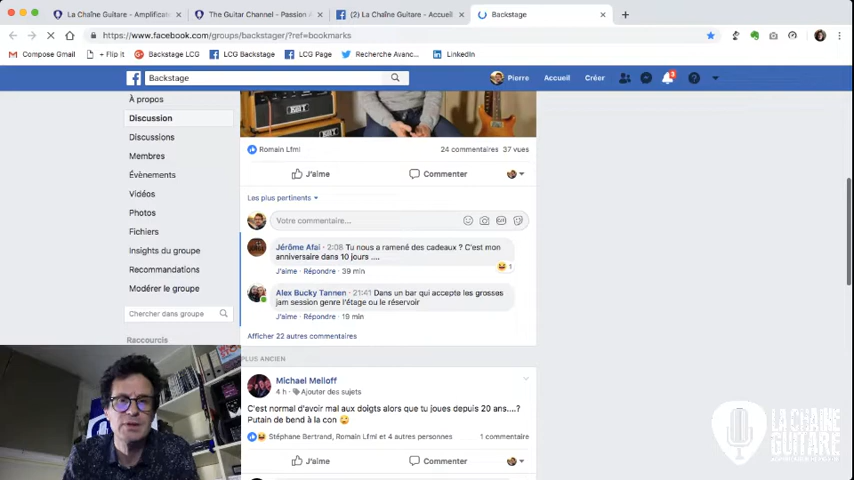 La Chaîne Guitare - Amplificat
The Guitar Channel - Passion A
(2) La Chaîne Guitare - Accueil
Backstage
https://www.facebook.com/groups/backstager/?ref=bookmarks
Compose Gmail
+ Flip it
Backstage LCG
LCG Backstage
LCG Page
Recherche Avanc...
LinkedIn
Backstage
Pierre
Accueil
Créer
3
À propos
Discussion
Discussions
Membres
Évènements
Vidéos
Photos
Fichiers
Insights du groupe
Recommandations
Modérer le groupe
Chercher dans groupe
Raccourcis
Romain Lfml
24 commentaires 37 vues
J'aime
Commenter
Les plus pertinents
Votre commentaire...
GIF
Jérôme Afai · 2:08 Tu nous a ramené des cadeaux ? C'est mon
anniversaire dans 10 jours ....
1
J'aime · Répondre · 39 min
Alex Bucky Tannen · 21:41 Dans un bar qui accepte les grosses
jam session genre l'étage ou le réservoir
J'aime · Répondre · 19 min
Afficher 22 autres commentaires
PLUS ANCIEN
Michael Melloff
4 h · Ajouter des sujets
C'est normal d'avoir mal aux doigts alors que tu joues depuis 20 ans....?
Putain de bend à la con
Stéphane Bertrand, Romain Lfml et 4 autres personnes
1 commentaire
J'aime
Commenter
LA CHAÎNE
GUITARE